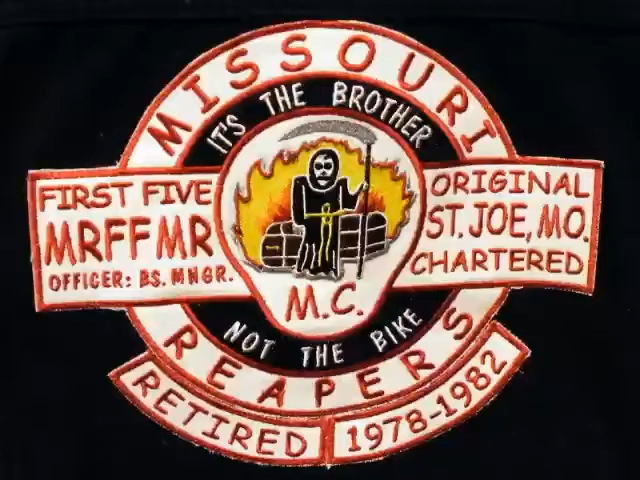 MISSOURI
IT'S THE BROTHER
FIRST FIVE
MRFFMR
OFFICER: BS. MNGR.
ORIGINAL
ST. JOE, MO.
CHARTERED
M.C.
NOT THE BIKE
REAPERS
RETIRED
1978-1982